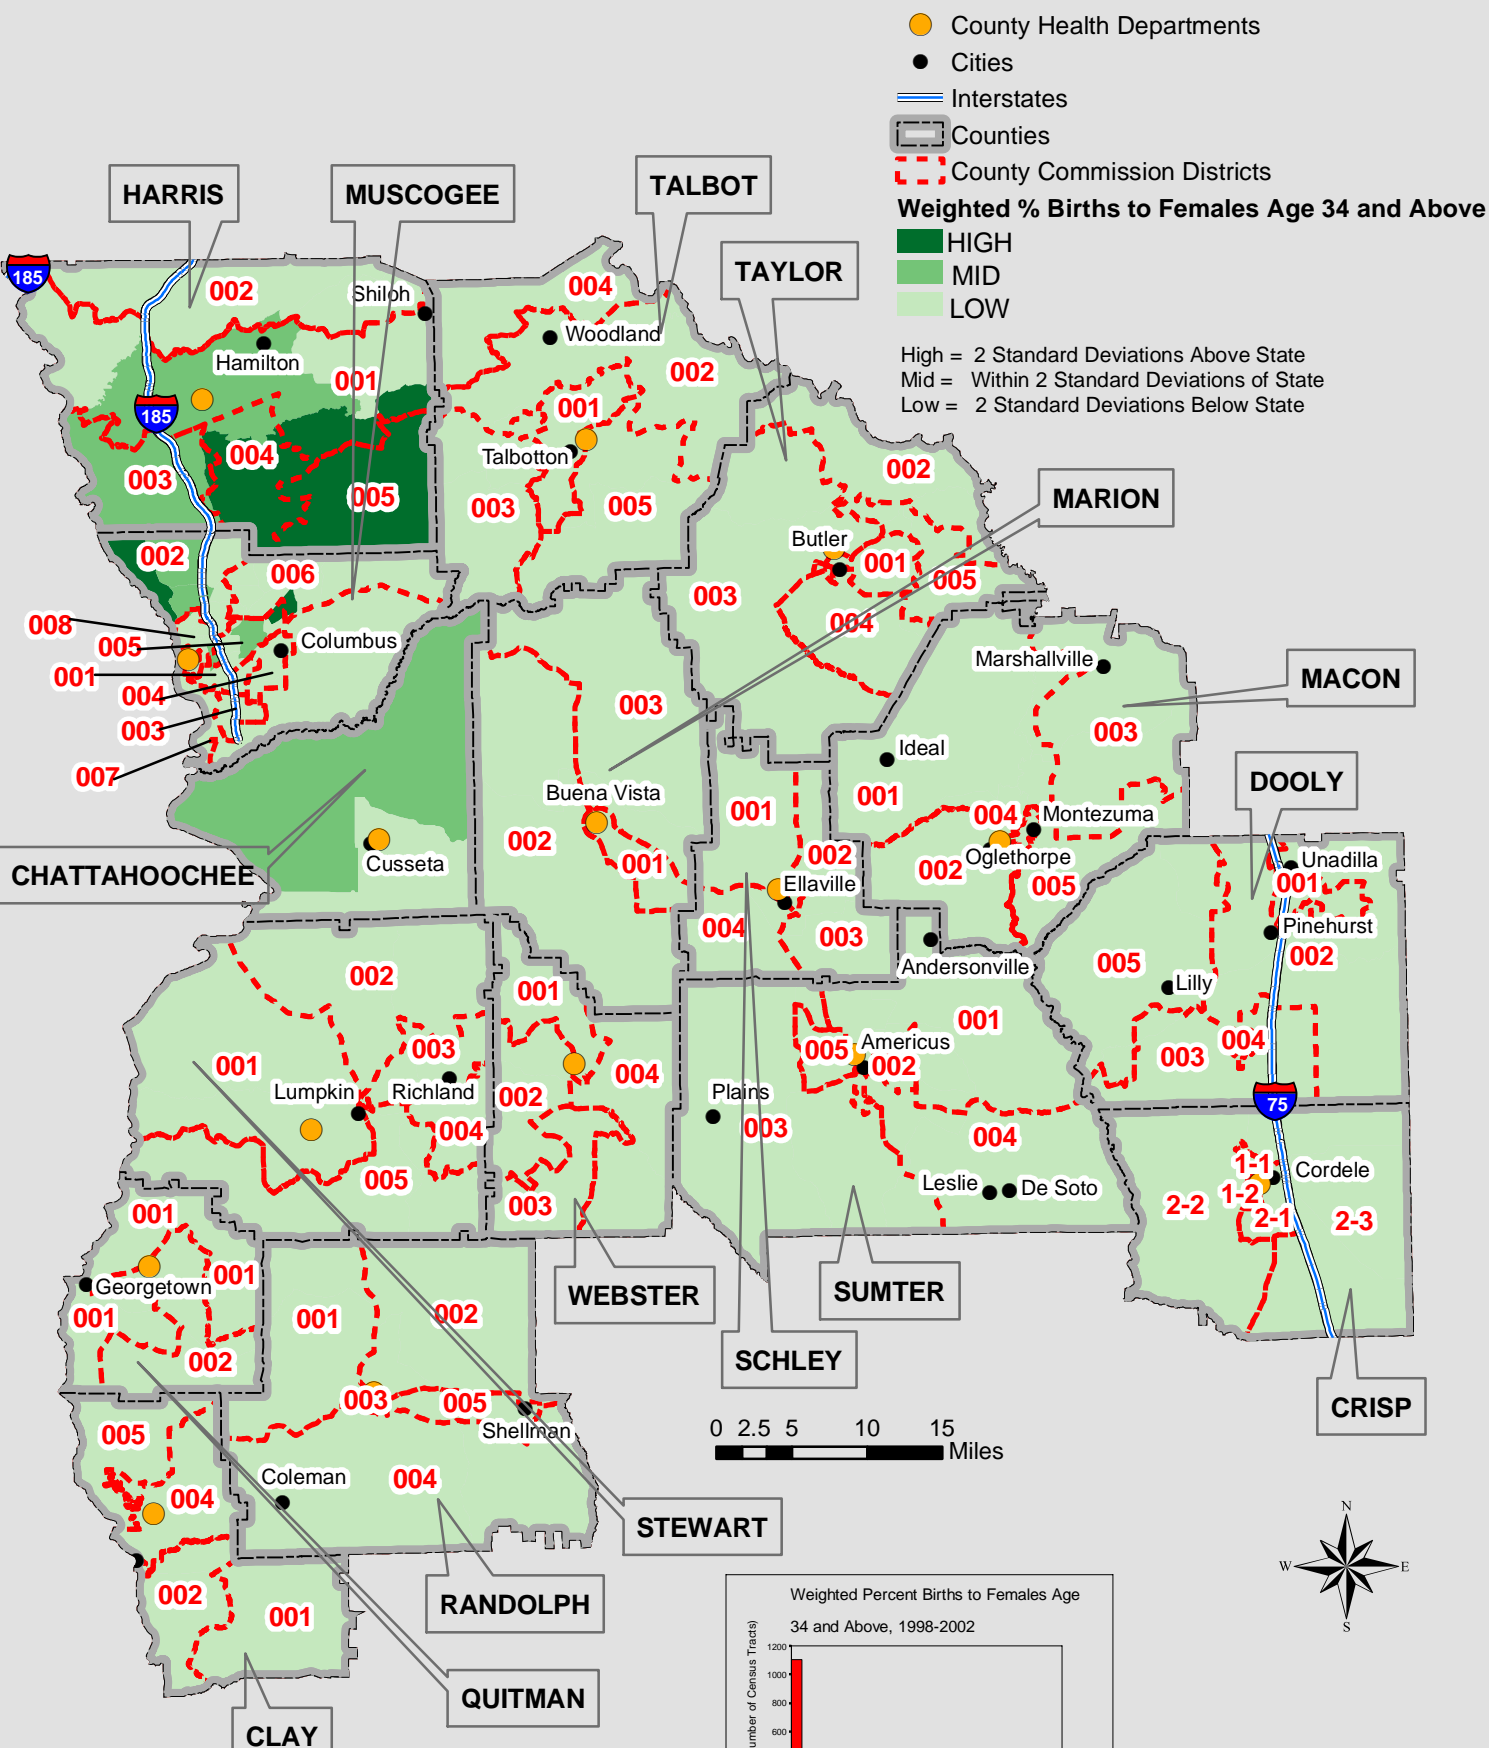 County Health Departments
Cities
Interstates
Counties
County Commission Districts
Weighted % Births to Females Age 34 and Above
HIGH
MID
LOW
High = 2 Standard Deviations Above State
Mid = Within 2 Standard Deviations of State
Low = 2 Standard Deviations Below State
HARRIS
MUSCOGEE
TALBOT
TAYLOR
185
002
Shiloh
Hamilton
001
185
004
003
005
004
Woodland
002
001
Talbotton
003
005
002
Butler
001
005
003
004
MARION
002
006
008
005
Columbus
001
004
003
007
Marshallville
MACON
003
Ideal
001
004
Montezuma
Oglethorpe
002
005
003
Buena Vista
002
001
001
002
Ellaville
004
003
Andersonville
CHATTAHOOCHEE
Cusseta
DOOLY
Unadilla
001
Pinehurst
002
005
Lilly
004
003
75
002
001
003
Lumpkin
Richland
004
005
001
002
004
003
001
005
Americus
002
Plains
003
004
Leslie
De Soto
1-1
Cordele
1-2
2-2
2-1
2-3
001
001
Georgetown
001
002
001
002
003
005
Shellman
Coleman
004
WEBSTER
SUMTER
SCHLEY
CRISP
0 2.5 5 10 15
Miles
005
004
002
001
STEWART
RANDOLPH
QUITMAN
CLAY
N
W
E
S
Weighted Percent Births to Females Age
34 and Above, 1998-2002
of Census Tracts)
1200
1000
800
600